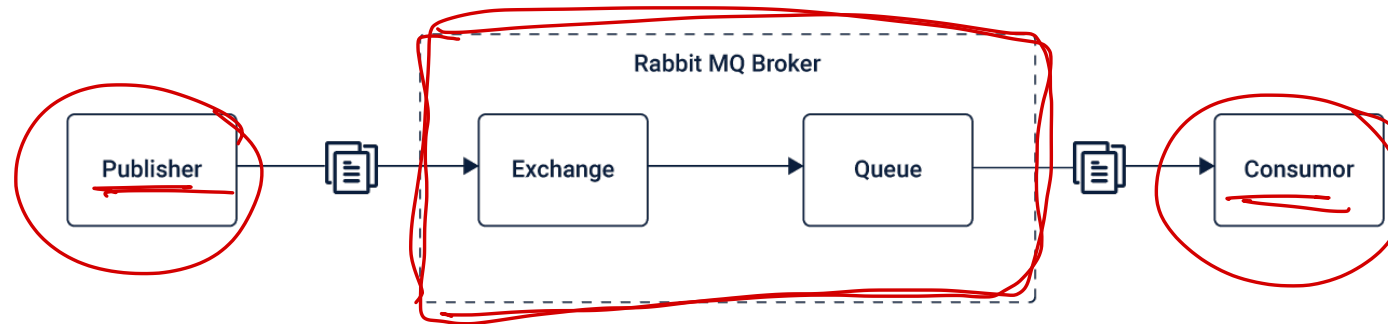 Rabbit MQ Broker
Publisher
Exchange
Queue
Consumor